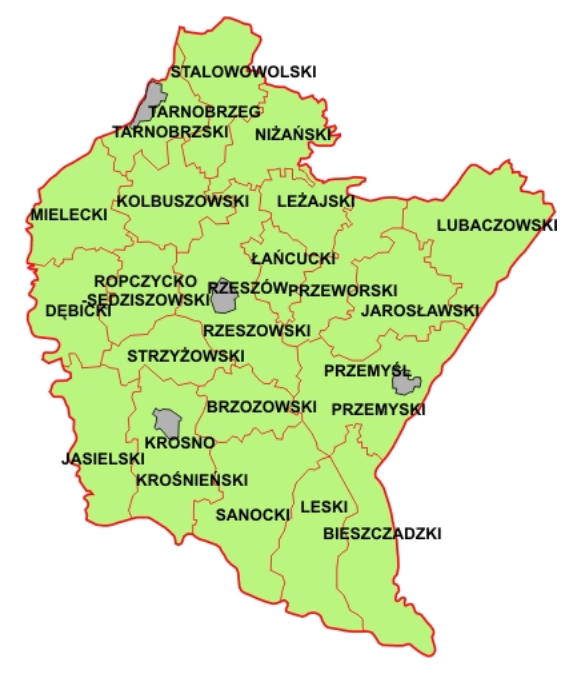 STALOWOWOLSKI
TARNOBRZEG
TARNOBRZSKI
NIŻAŃSKI
KOLBUSZOWSKI
LEŻAJSKI
MIELECKI
LUBACZOWSKI
ŁAŃCUCKI
ROPCZYCKO
-SĘDZISZOWSKI
RZESZÓW
PRZEWORSKI
DĘBICKI
JAROSŁAWSKI
RZESZOWSKI
STRZYŻOWSKI
PRZEMYŚL
BRZOZOWSKI
PRZEMYSKI
KROSNO
JASIELSKI
KROŚNIEŃSKI
LESKI
SANOCKI
BIESZCZADZKI